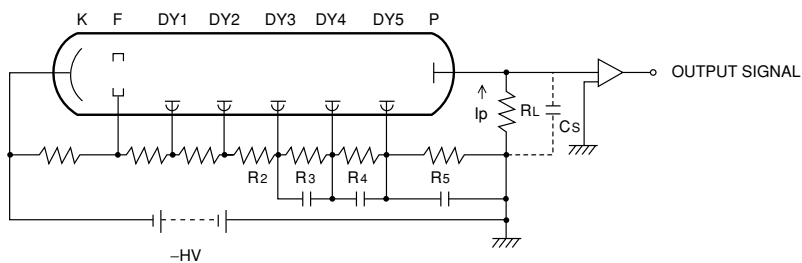 K F DY1 DY2 DY3 DY4 DY5 P
OUTPUT SIGNAL
Ip
RL
CS
R2 R3 R4 R5
−HV